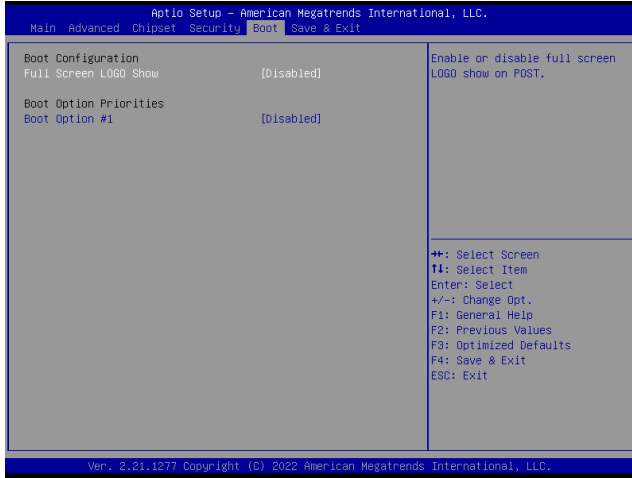 Aptio Setup – American Megatrends International, LLC.
Main Advanced Chipset Security Boot Save & Exit
Boot Configuration
Full Screen LOGO Show [Disabled]
Boot Option Priorities
Boot Option #1 [Disabled]
Enable or disable full screen
LOGO show on POST.
→←: Select Screen
↑↓: Select Item
Enter: Select
+/-: Change Opt.
F1: General Help
F2: Previous Values
F3: Optimized Defaults
F4: Save & Exit
ESC: Exit
Ver. 2.21.1277 Copyright (C) 2022 American Megatrends International, LLC.